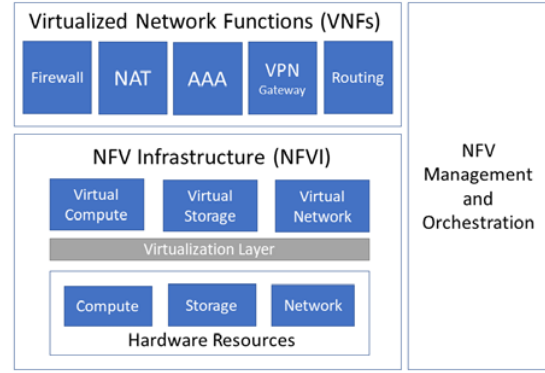 Virtualized Network Functions (VNFs)
Firewall
NAT
AAA
VPN
Gateway
Routing
NFV Infrastructure (NFVI)
Virtual
Compute
Virtual
Storage
Virtual
Network
Virtualization Layer
Compute
Storage
Network
Hardware Resources
NFV
Management
and
Orchestration